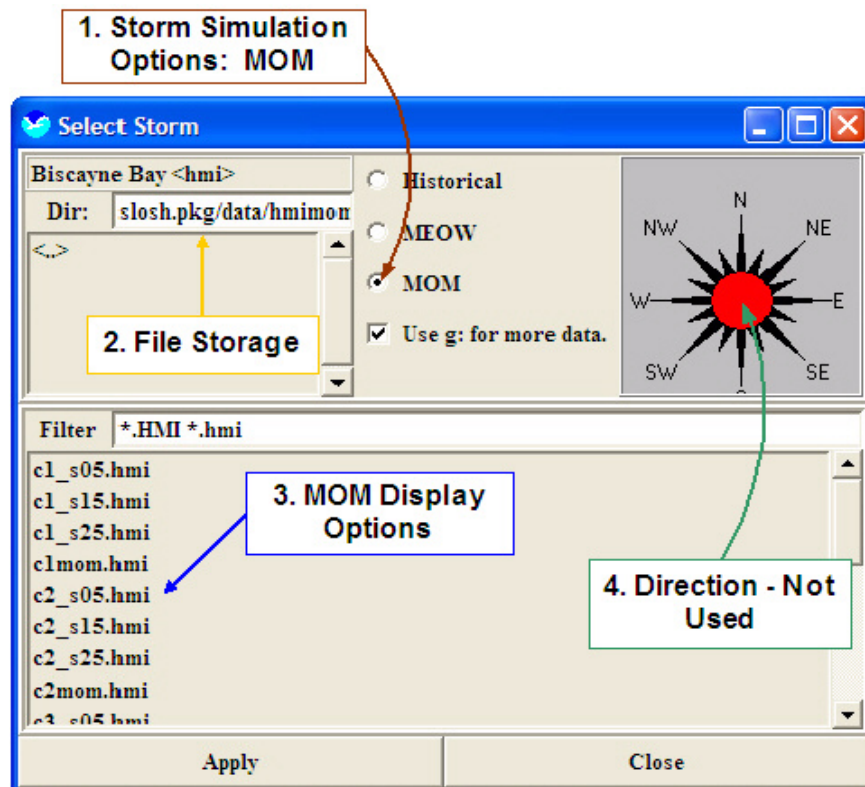 1. Storm Simulation
Options: MOM
Select Storm
Biscayne Bay <hmi>
Dir: slosh.pkg/data/hmimom
<..>
2. File Storage
Historical
MEOW
MOM
Use g: for more data.
N
NW
NE
W
E
SW
SE
Filter *.HMI *.hmi
c1_s05.hmi
c1_s15.hmi
c1_s25.hmi
c1mom.hmi
c2_s05.hmi
c2_s15.hmi
c2_s25.hmi
c2mom.hmi
c3_s05.hmi
3. MOM Display
Options
4. Direction - Not
Used
Apply
Close